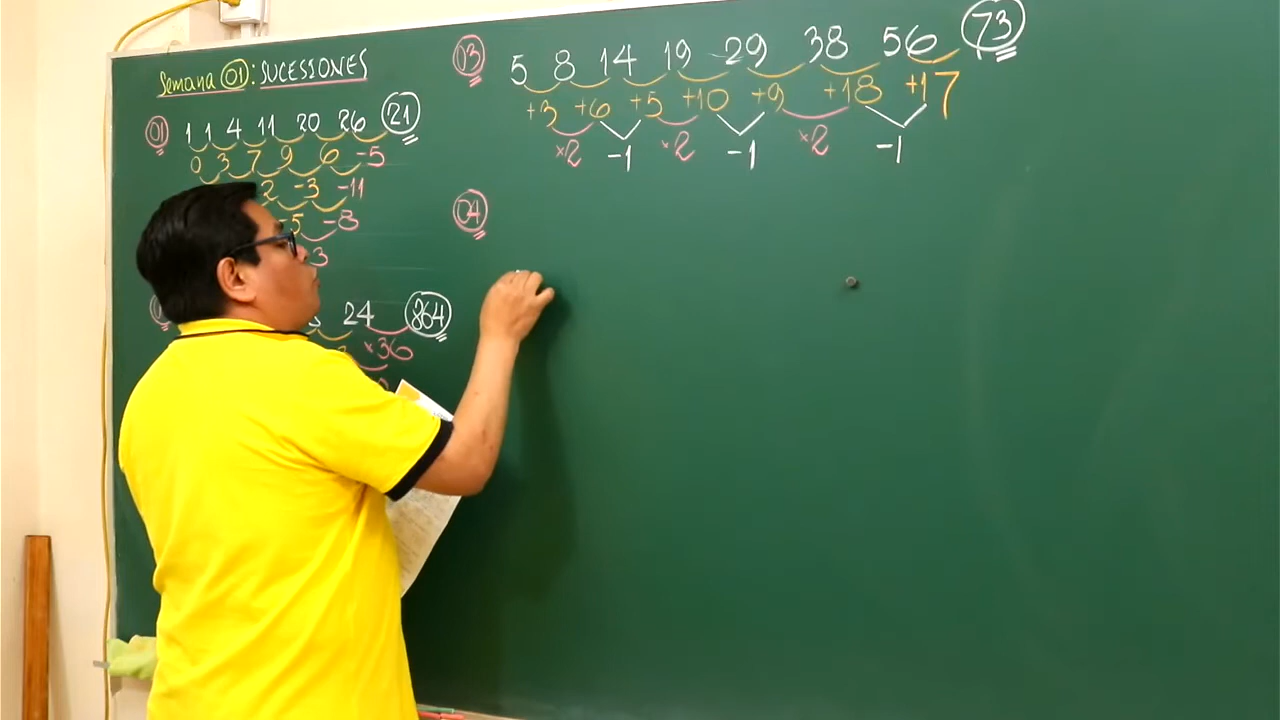 Semana 01: SUCESIONES
01 1 1 4 11 20 26 21
0 3 7 9 6 -5
2 -3 -11
-5 -8
3
24 864
×36
03 5 8 14 19 29 38 56 73
+3 +6 +5 +10 +9 +18 +17
×2 -1 ×2 -1 ×2 -1
04